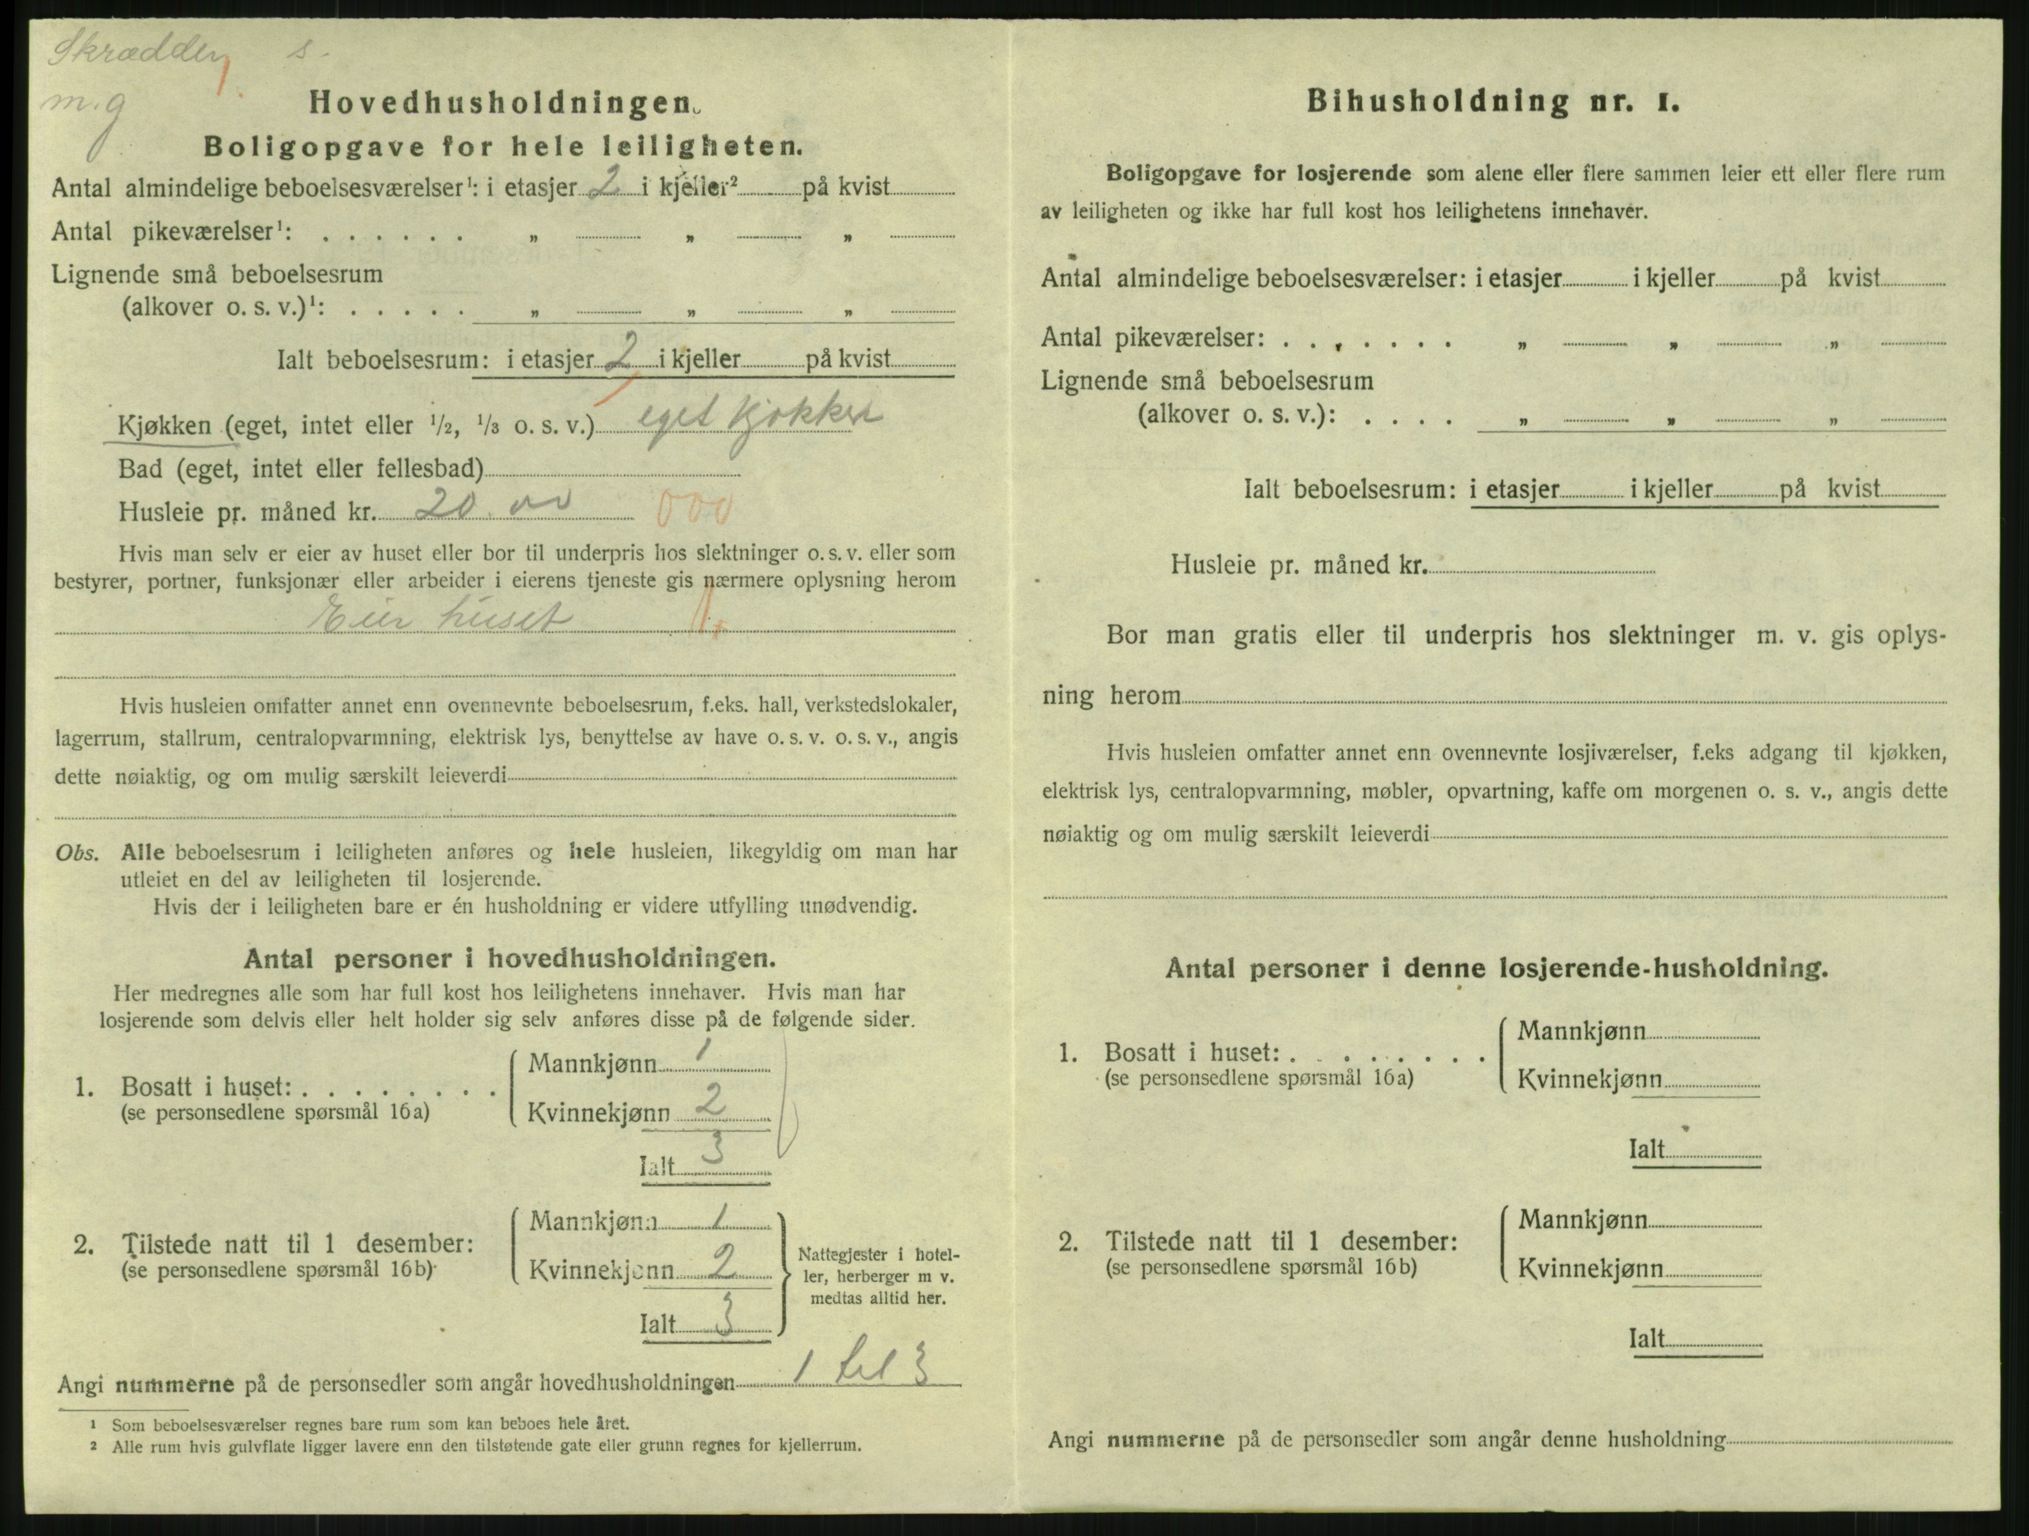 Skrædder s.
m.g
Hovedhusholdningen.
Boligopgave for hele leiligheten.
Antal almindelige beboelsesværelser¹: i etasjer 2 i kjeller² på kvist
Antal pikeværelser¹: . . . . . . „ „ „
Lignende små beboelsesrum
(alkover o. s. v.)¹: . . . . . „ „ „
Ialt beboelsesrum: i etasjer 2 i kjeller på kvist
Kjøkken (eget, intet eller 1/2, 1/3 o. s. v.) eget kjøkken
Bad (eget, intet eller fellesbad)
Husleie pr. måned kr. 20.00 000
Hvis man selv er eier av huset eller bor til underpris hos slektninger o. s. v. eller som
bestyrer, portner, funksjonær eller arbeider i eierens tjeneste gis nærmere oplysning herom
Eier huset 1.
Hvis husleien omfatter annet enn ovennevnte beboelsesrum, f.eks. hall, verkstedslokaler,
lagerrum, stallrum, centralopvarmning, elektrisk lys, benyttelse av have o. s. v. o. s. v., angis
dette nøiaktig, og om mulig særskilt leieverdi
Obs. Alle beboelsesrum i leiligheten anføres og hele husleien, likegyldig om man har
utleiet en del av leiligheten til losjerende.
Hvis der i leiligheten bare er én husholdning er videre utfylling unødvendig.
Antal personer i hovedhusholdningen.
Her medregnes alle som har full kost hos leilighetens innehaver. Hvis man har
losjerende som delvis eller helt holder sig selv anføres disse på de følgende sider.
Mannkjønn 1
1. Bosatt i huset: . . . . . . . .
(se personsedlene spørsmål 16a)
Kvinnekjønn 2
Ialt 3
Mannkjønn 1
2. Tilstede natt til 1 desember:
(se personsedlene spørsmål 16b)
Kvinnekjønn 2
Ialt 3
Nattegjester i hotel-
ler, herberger m v.
medtas alltid her.
Angi nummerne på de personsedler som angår hovedhusholdningen 1 til 3
¹ Som beboelsesværelser regnes bare rum som kan beboes hele året.
² Alle rum hvis gulvflate ligger lavere enn den tilstøtende gate eller grunn regnes for kjellerrum.
Bihusholdning nr. 1.
Boligopgave for losjerende som alene eller flere sammen leier ett eller flere rum
av leiligheten og ikke har full kost hos leilighetens innehaver.
Antal almindelige beboelsesværelser: i etasjer i kjeller på kvist
Antal pikeværelser: . . . . . . . „ „ „
Lignende små beboelsesrum
(alkover o. s. v.): . . . . „ „ „
Ialt beboelsesrum: i etasjer i kjeller på kvist
Husleie pr. måned kr.
Bor man gratis eller til underpris hos slektninger m. v. gis oplys-
ning herom
Hvis husleien omfatter annet enn ovennevnte losjiværelser, f.eks adgang til kjøkken,
elektrisk lys, centralopvarmning, møbler, opvartning, kaffe om morgenen o. s. v., angis dette
nøiaktig og om mulig særskilt leieverdi
Antal personer i denne losjerende-husholdning.
Mannkjønn
1. Bosatt i huset: . . . . . . . .
(se personsedlene spørsmål 16a)
Kvinnekjønn
Ialt
Mannkjønn
2. Tilstede natt til 1 desember:
(se personsedlene spørsmål 16b)
Kvinnekjønn
Ialt
Angi nummerne på de personsedler som angår denne husholdning